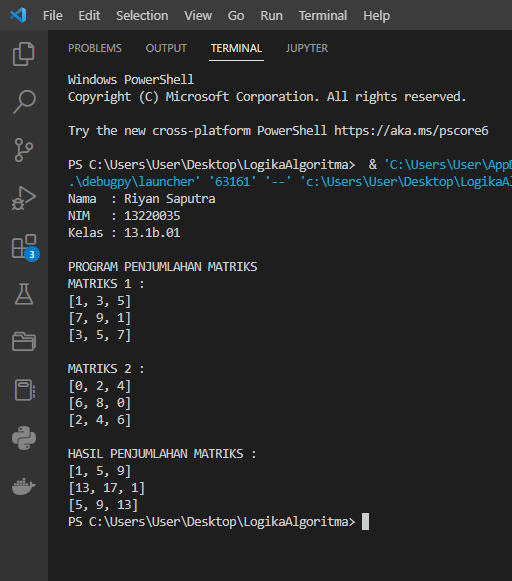 File Edit Selection View Go Run Terminal Help
PROBLEMS OUTPUT TERMINAL JUPYTER
Windows PowerShell
Copyright (C) Microsoft Corporation. All rights reserved.
Try the new cross-platform PowerShell https://aka.ms/pscore6
PS C:\Users\User\Desktop\LogikaAlgoritma>  & 'C:\Users\User\AppD
.\debugpy\launcher' '63161' '--' 'c:\Users\User\Desktop\LogikaAl
Nama  : Riyan Saputra
NIM   : 13220035
Kelas : 13.1b.01
PROGRAM PENJUMLAHAN MATRIKS
MATRIKS 1 :
[1, 3, 5]
[7, 9, 1]
[3, 5, 7]
MATRIKS 2 :
[0, 2, 4]
[6, 8, 0]
[2, 4, 6]
HASIL PENJUMLAHAN MATRIKS :
[1, 5, 9]
[13, 17, 1]
[5, 9, 13]
PS C:\Users\User\Desktop\LogikaAlgoritma>
3